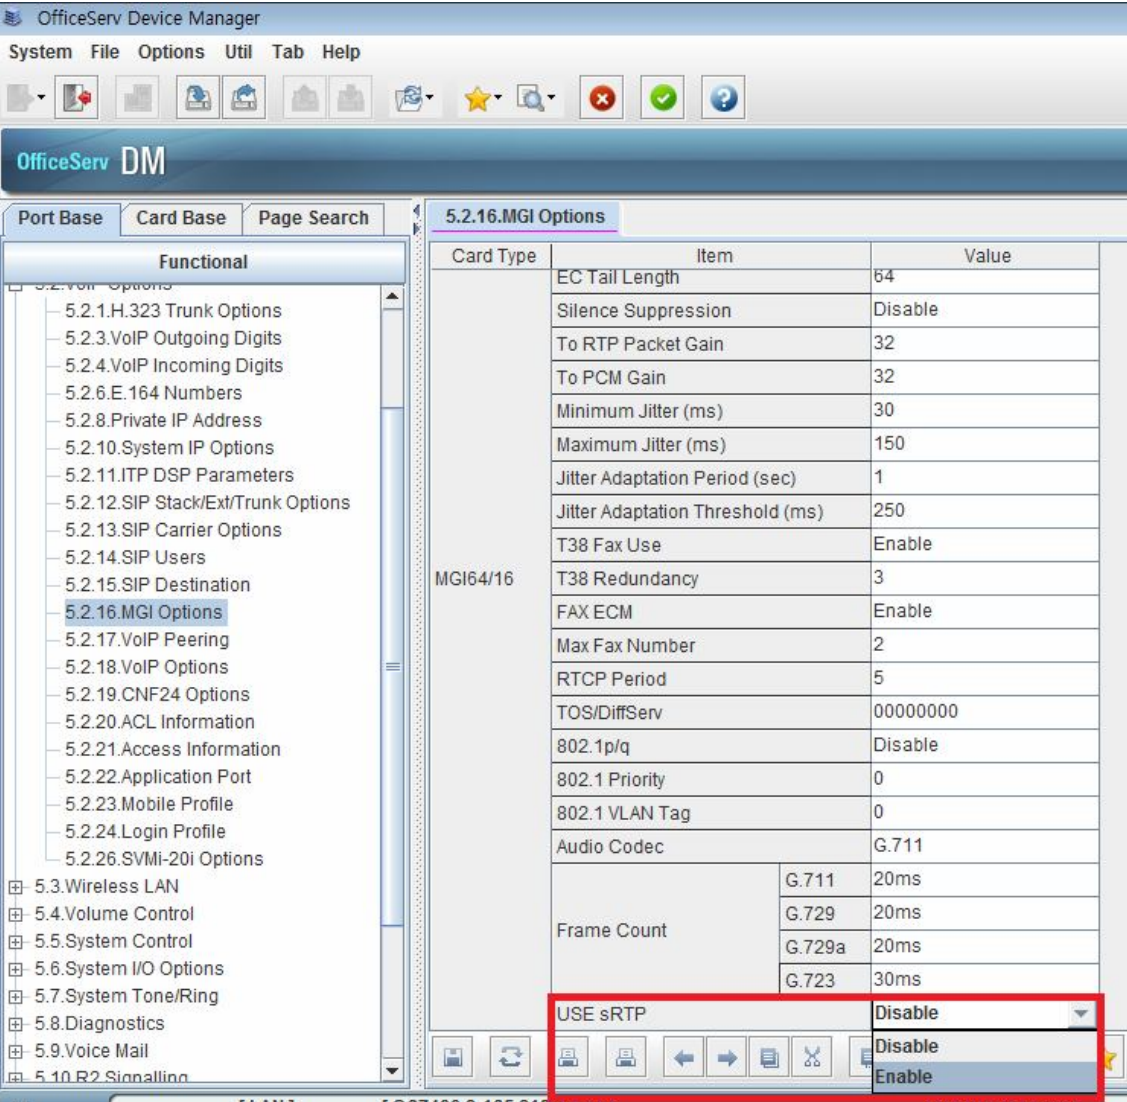 OfficeServ Device Manager
System File Options Util Tab Help
OfficeServ DM
Port Base Card Base Page Search
Functional
5.2.VoIP Options
5.2.1.H.323 Trunk Options
5.2.3.VoIP Outgoing Digits
5.2.4.VoIP Incoming Digits
5.2.6.E.164 Numbers
5.2.8.Private IP Address
5.2.10.System IP Options
5.2.11.ITP DSP Parameters
5.2.12.SIP Stack/Ext/Trunk Options
5.2.13.SIP Carrier Options
5.2.14.SIP Users
5.2.15.SIP Destination
5.2.16.MGI Options
5.2.17.VoIP Peering
5.2.18.VoIP Options
5.2.19.CNF24 Options
5.2.20.ACL Information
5.2.21.Access Information
5.2.22.Application Port
5.2.23.Mobile Profile
5.2.24.Login Profile
5.2.26.SVMi-20i Options
5.3.Wireless LAN
5.4.Volume Control
5.5.System Control
5.6.System I/O Options
5.7.System Tone/Ring
5.8.Diagnostics
5.9.Voice Mail
5.10.R2 Signalling
5.2.16.MGI Options
Card Type Item Value
MGI64/16
EC Tail Length 64
Silence Suppression Disable
To RTP Packet Gain 32
To PCM Gain 32
Minimum Jitter (ms) 30
Maximum Jitter (ms) 150
Jitter Adaptation Period (sec) 1
Jitter Adaptation Threshold (ms) 250
T38 Fax Use Enable
T38 Redundancy 3
FAX ECM Enable
Max Fax Number 2
RTCP Period 5
TOS/DiffServ 00000000
802.1p/q Disable
802.1 Priority 0
802.1 VLAN Tag 0
Audio Codec G.711
Frame Count
G.711 20ms
G.729 20ms
G.729a 20ms
G.723 30ms
USE sRTP Disable
Disable
Enable